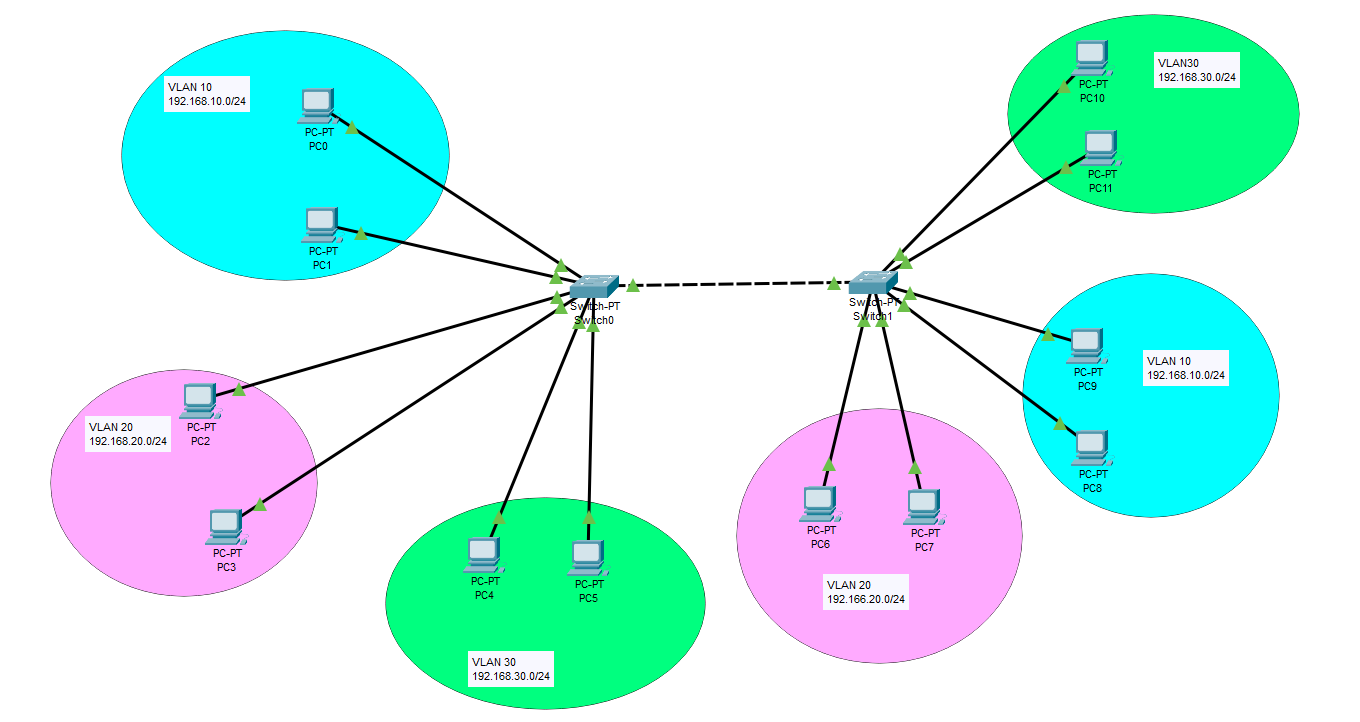 VLAN 10
192.168.10.0/24
PC-PT
PC0
PC-PT
PC1
VLAN 20
192.168.20.0/24
PC-PT
PC2
PC-PT
PC3
PC-PT
PC4
PC-PT
PC5
VLAN 30
192.168.30.0/24
Switch-PT
Switch0
Switch-PT
Switch1
PC-PT
PC10
VLAN30
192.168.30.0/24
PC-PT
PC11
PC-PT
PC9
VLAN 10
192.168.10.0/24
PC-PT
PC8
PC-PT
PC6
PC-PT
PC7
VLAN 20
192.166.20.0/24